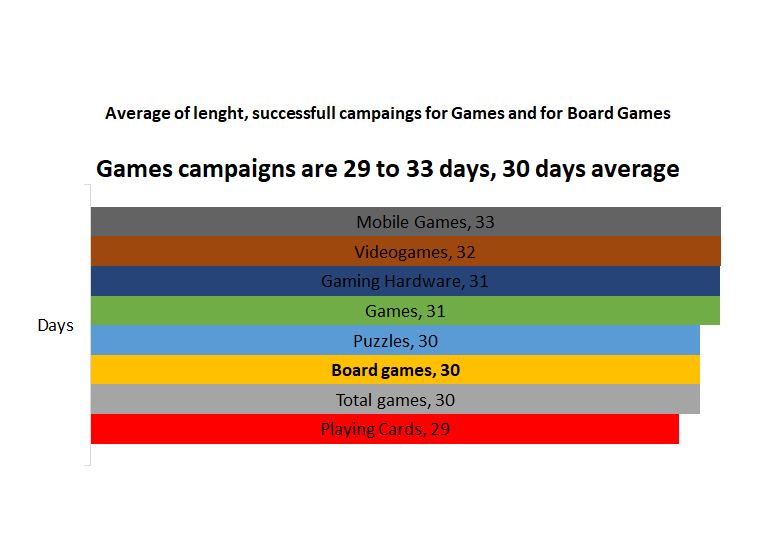 Average of lenght, successfull campaings for Games and for Board Games
Games campaigns are 29 to 33 days, 30 days average
Mobile Games, 33
Videogames, 32
Gaming Hardware, 31
Games, 31
Days
Puzzles, 30
Board games, 30
Total games, 30
Playing Cards, 29